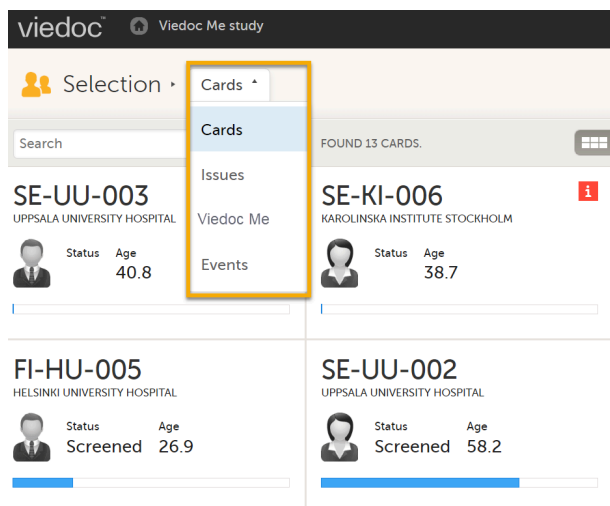 viedoc™ Viedoc Me study
Selection Cards
Cards
Issues
Viedoc Me
Events
Search
FOUND 13 CARDS.
SE-UU-003
UPPSALA UNIVERSITY HOSPITAL
Status Age
40.8
SE-KI-006
i
KAROLINSKA INSTITUTE STOCKHOLM
Status Age
38.7
FI-HU-005
HELSINKI UNIVERSITY HOSPITAL
Status Age
Screened 26.9
SE-UU-002
UPPSALA UNIVERSITY HOSPITAL
Status Age
Screened 58.2